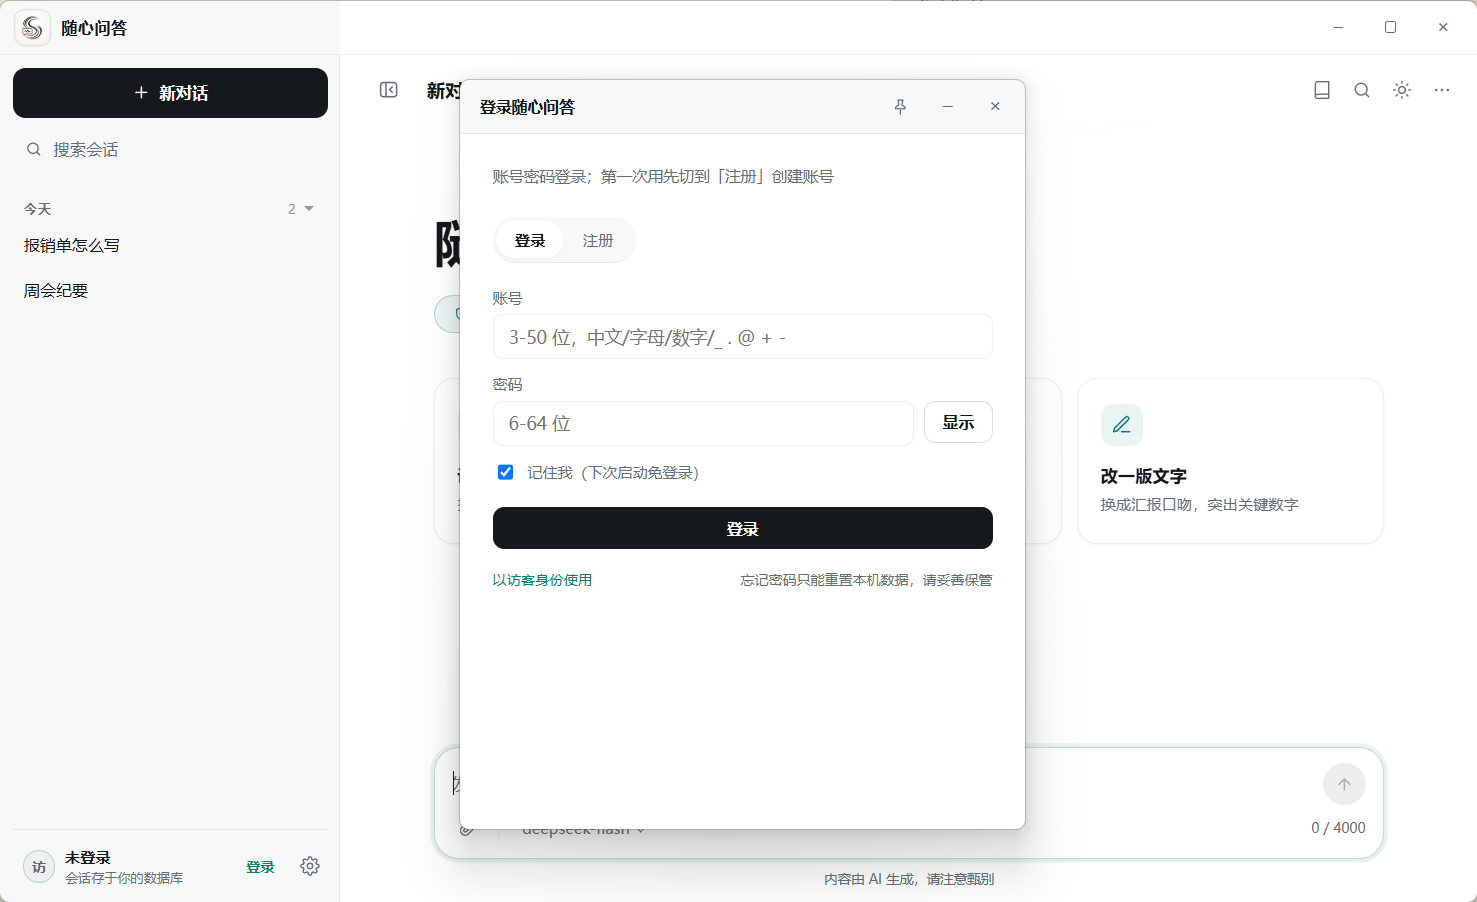 随心问答
新对话
搜索会话
今天
2
报销单怎么写
周会纪要
未登录
会话存于你的数据库
登录
访
新对
登录随心问答
账号密码登录；第一次用先切到「注册」创建账号
登录
注册
账号
3-50 位，中文/字母/数字/_ . @ + -
密码
6-64 位
显示
记住我（下次启动免登录）
登录
以访客身份使用
忘记密码只能重置本机数据，请妥善保管
改一版文字
换成汇报口吻，突出关键数字
0 / 4000
内容由 AI 生成，请注意甄别